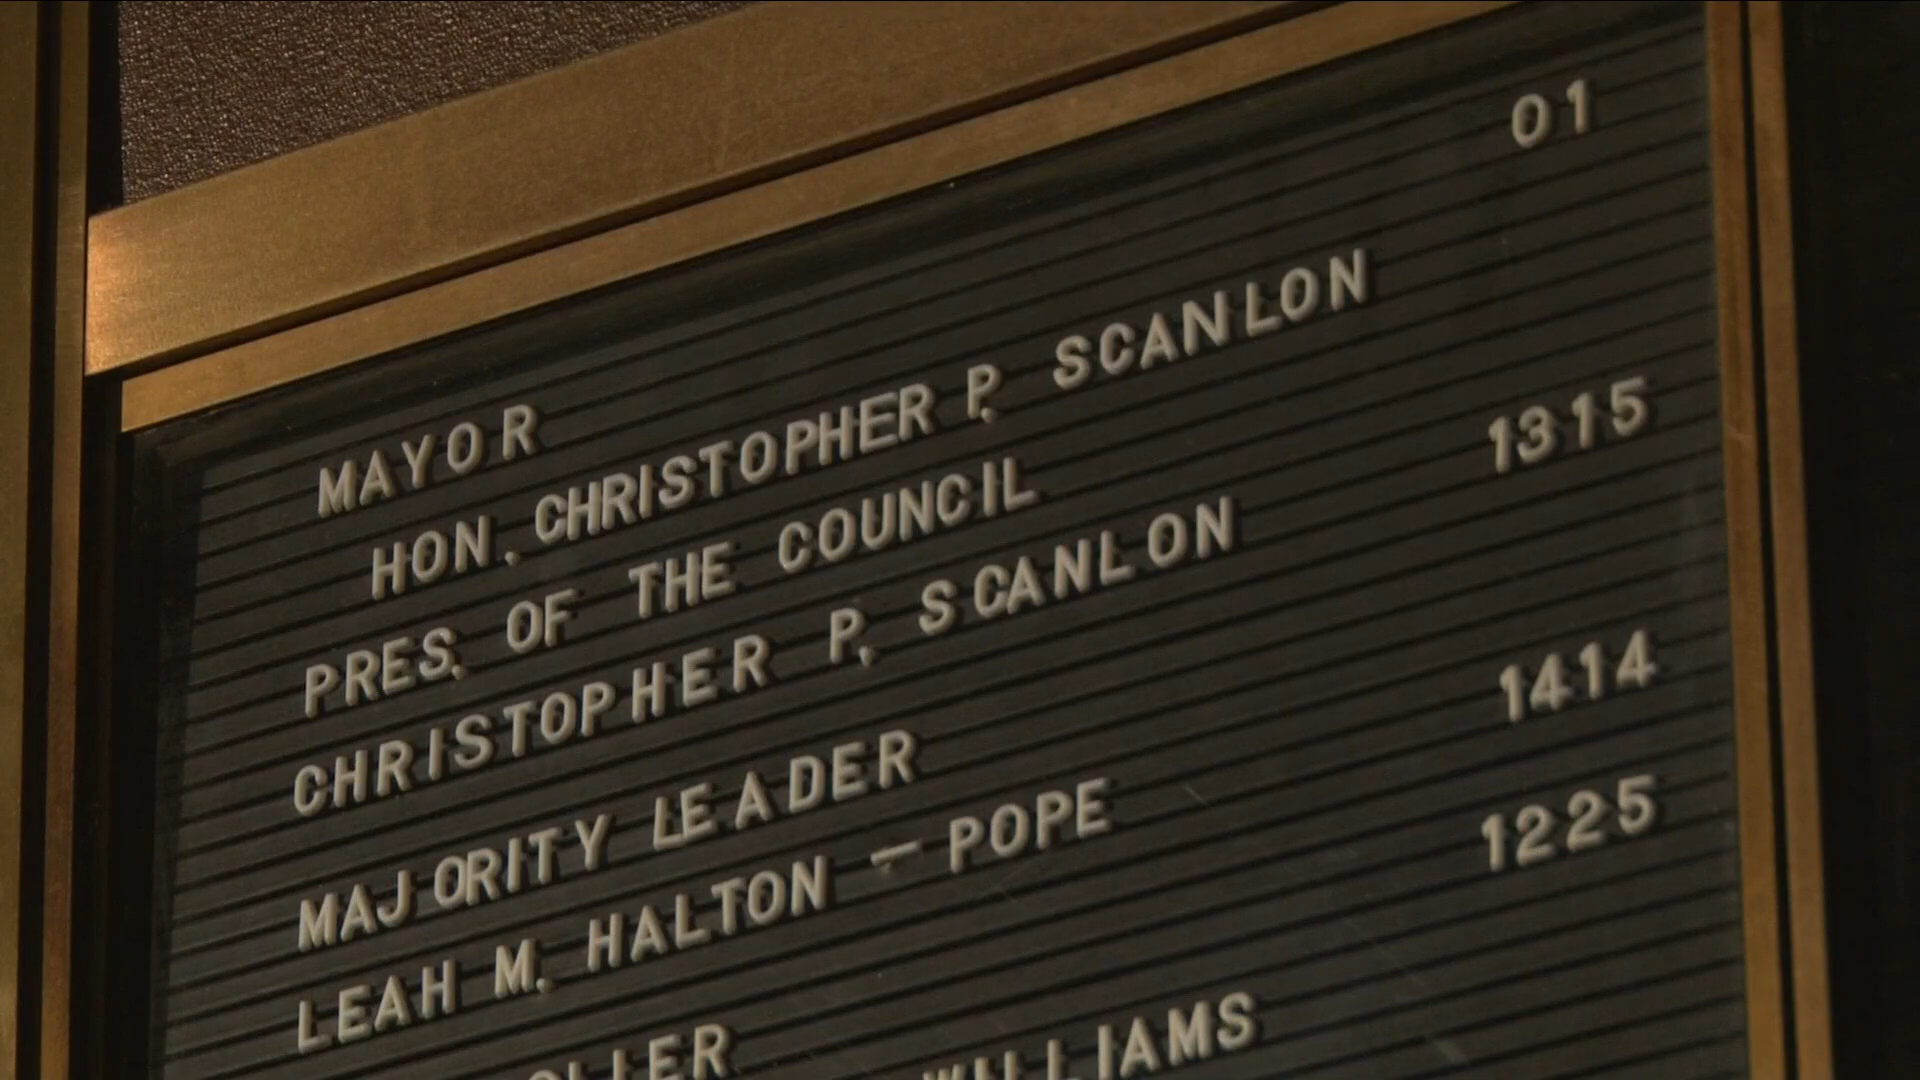 MAYOR 01
HON. CHRISTOPHER P. SCANLON
PRES. OF THE COUNCIL 1315
CHRISTOPHER P. SCANLON
MAJORITY LEADER 1414
LEAH M. HALTON - POPE
1225
WILLIAMS